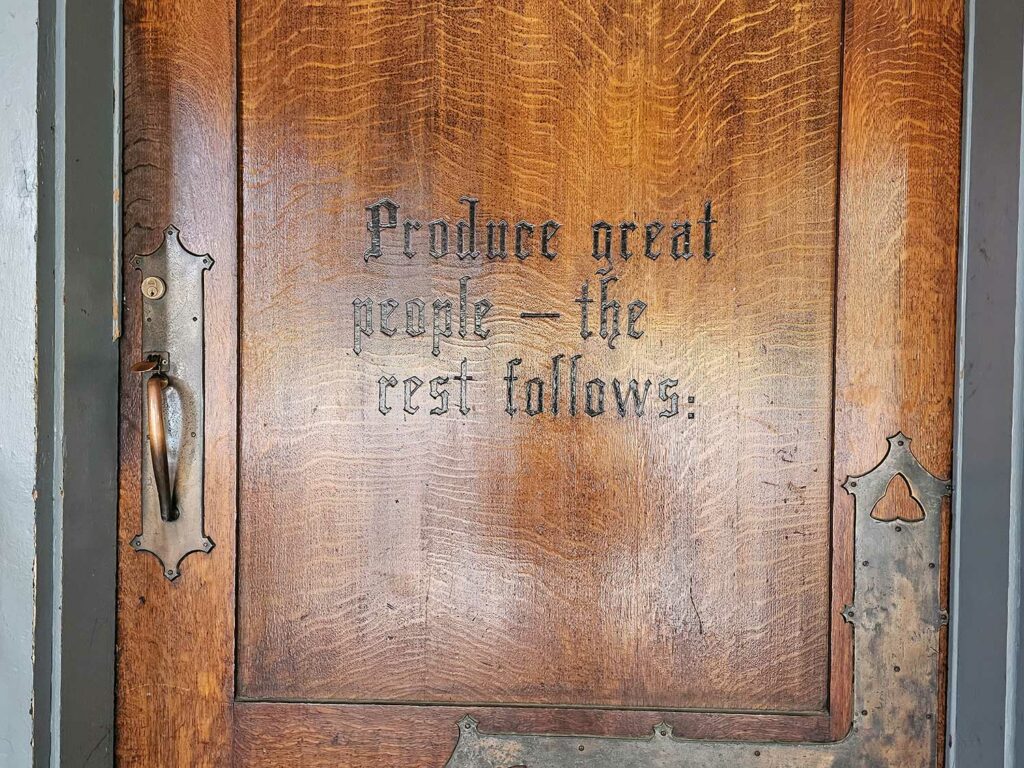 Produce great
people – the
rest follows: